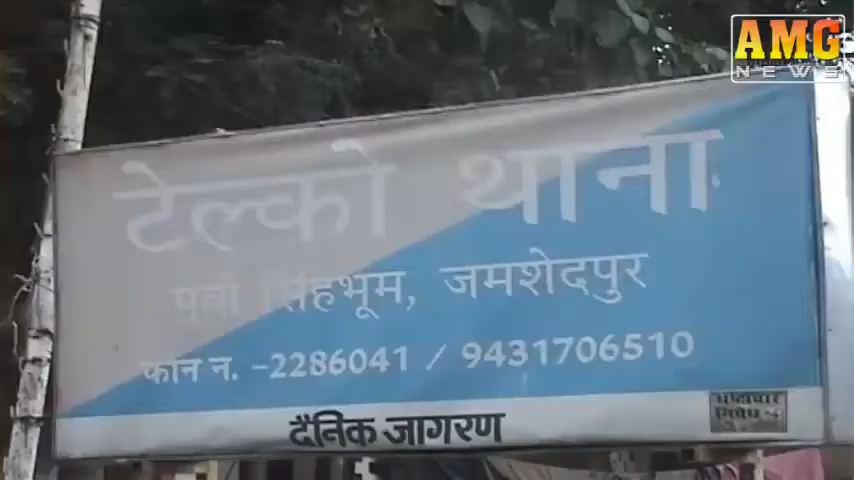 AMG
NEWS
टेल्को थाना
पूर्वी सिंहभूम, जमशेदपुर
फोन न. -2286041 / 9431706510
दैनिक जागरण